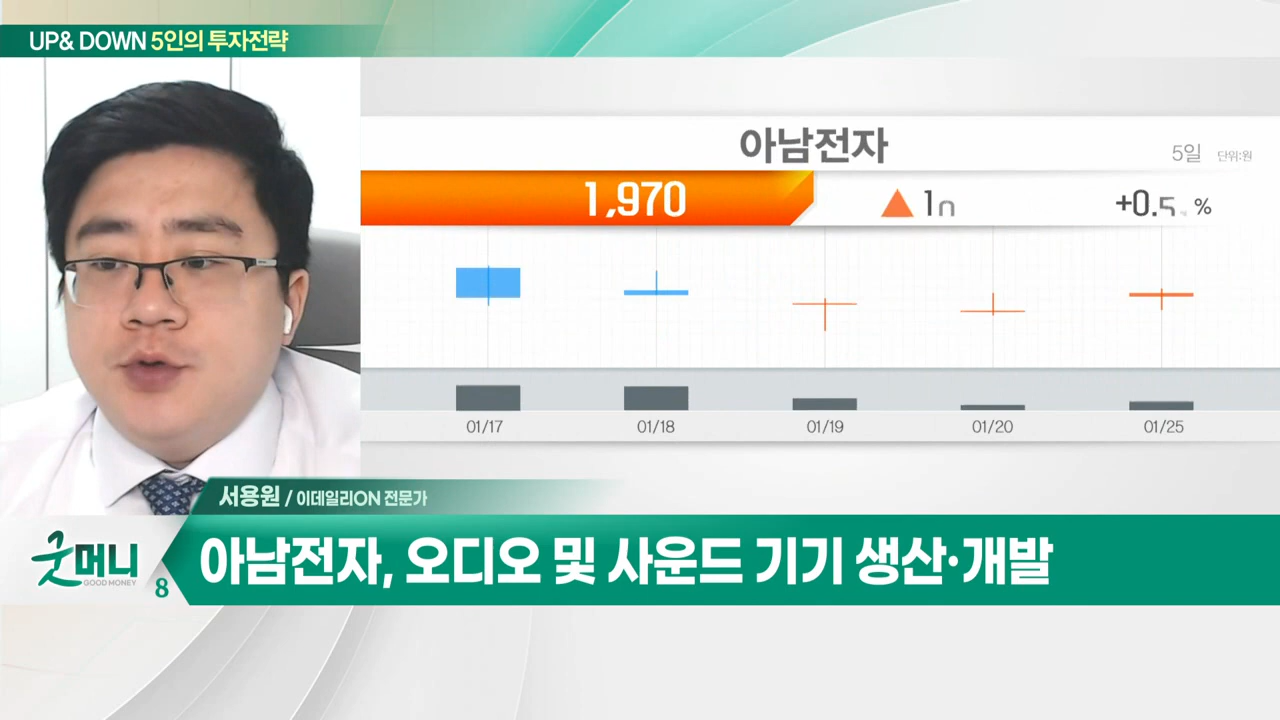 UP& DOWN 5인의 투자전략
아남전자
5일 단위:원
1,970
▲
%
01/17 01/18 01/19 01/20 01/25
서용원 / 이데일리ON 전문가
굿머니
GOOD MONEY
8
아남전자, 오디오 및 사운드 기기 생산·개발